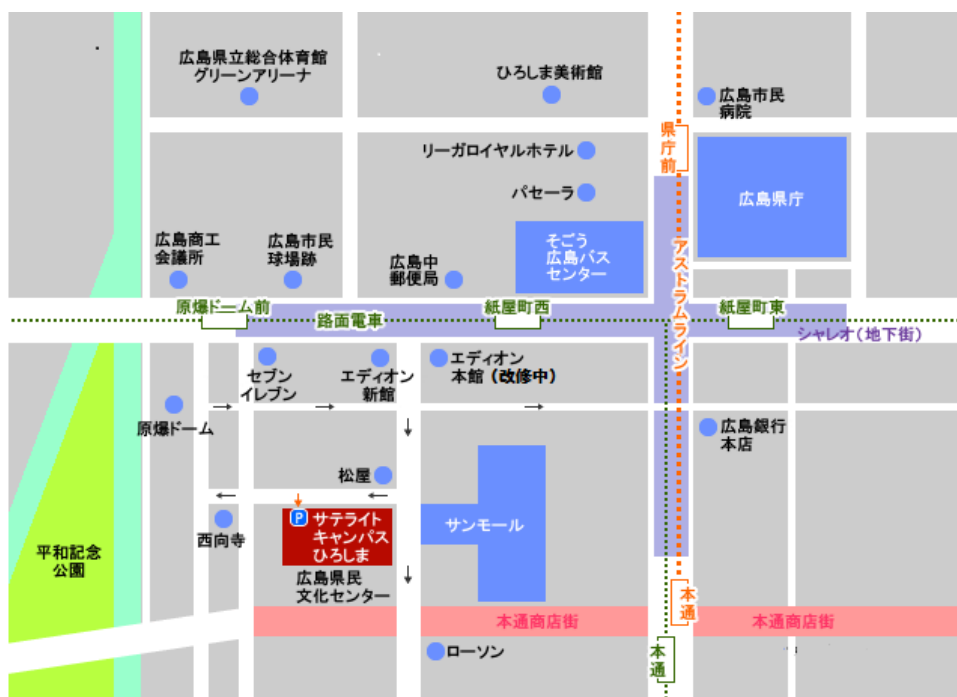 広島県立総合体育館
グリーンアリーナ
ひろしま美術館
広島市民
病院
県庁前
リーガロイヤルホテル
パセーラ
広島県庁
広島商工
会議所
広島市民
球場跡
広島中
郵便局
そごう
広島バス
センター
アストラムライン
原爆ドーム前
路面電車
紙屋町西
紙屋町東
シャレオ(地下街)
セブン
イレブン
エディオン
新館
エディオン
本館 (改修中)
原爆ドーム
広島銀行
本店
松屋
P
サテライト
キャンパス
ひろしま
サンモール
西向寺
平和記念
公園
広島県民
文化センター
本通
本通商店街
本通商店街
ローソン
本通